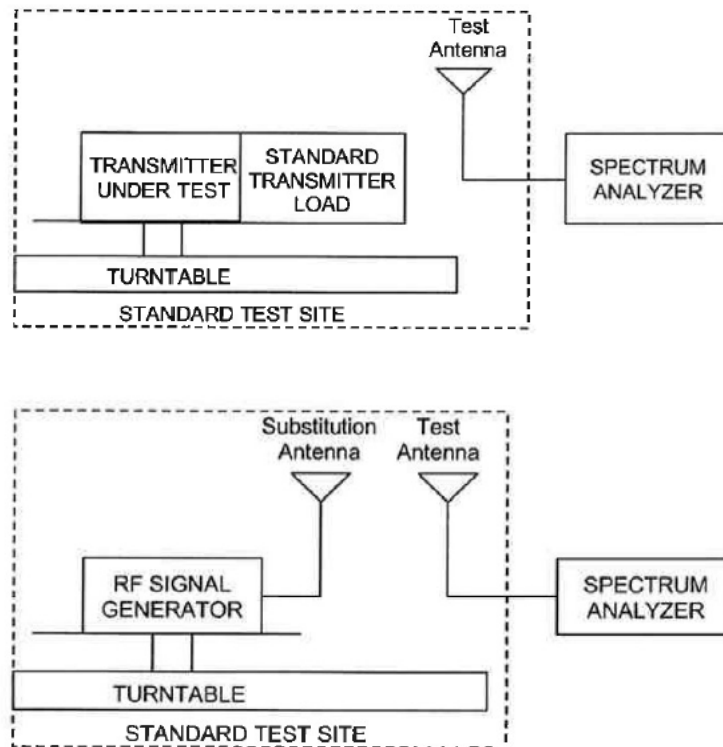 Test
Antenna
TRANSMITTER
UNDER TEST
STANDARD
TRANSMITTER
LOAD
SPECTRUM
ANALYZER
TURNTABLE
STANDARD TEST SITE
Substitution
Antenna
Test
Antenna
RF SIGNAL
GENERATOR
SPECTRUM
ANALYZER
TURNTABLE
STANDARD TEST SITE